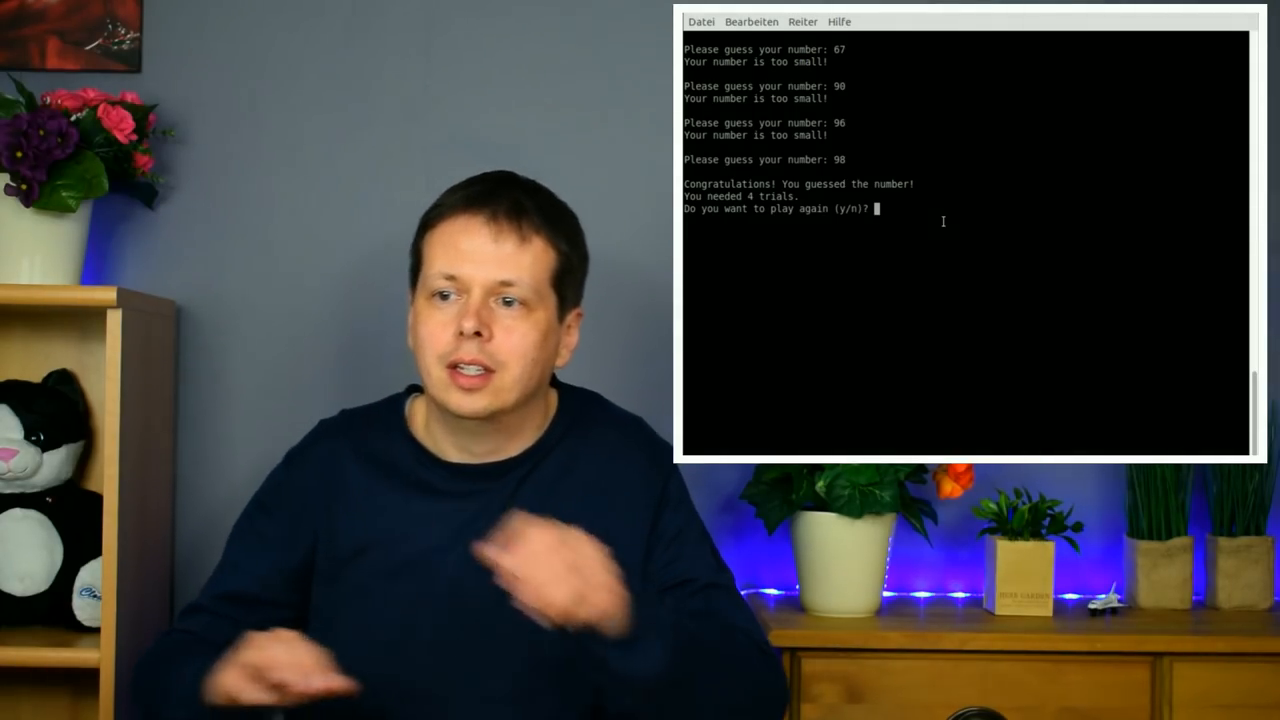 Datei Bearbeiten Reiter Hilfe
Please guess your number: 67
Your number is too small!
Please guess your number: 90
Your number is too small!
Please guess your number: 96
Your number is too small!
Please guess your number: 98
Congratulations! You guessed the number!
You needed 4 trials.
Do you want to play again (y/n)?
GARDEN